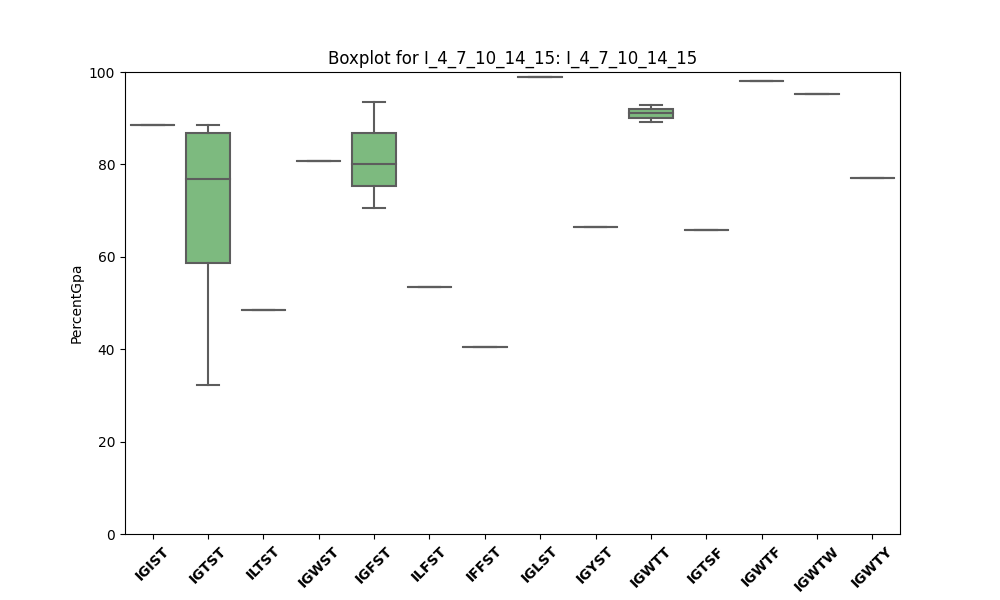 Boxplot for I_4_7_10_14_15: I_4_7_10_14_15
PercentGpa
100
80
60
40
20
0
IGIST IGTST ILTST IGWST IGFST ILFST IFFST IGLST IGYST IGWTT IGTSF IGWTF IGWTW IGWTY